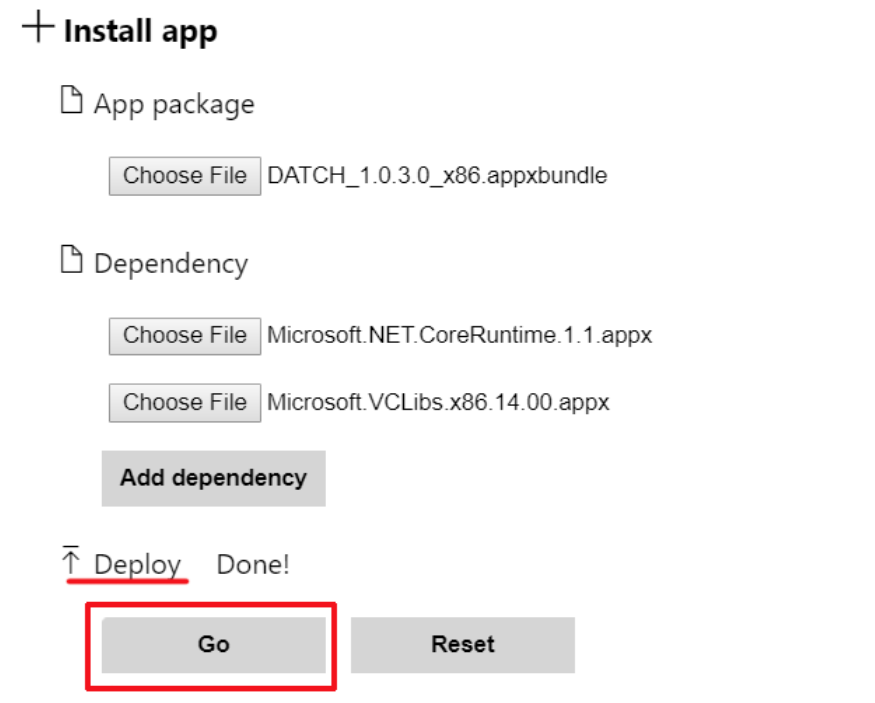 Install app
App package
Choose File DATCH_1.0.3.0_x86.appxbundle
Dependency
Choose File Microsoft.NET.CoreRuntime.1.1.appx
Choose File Microsoft.VCLibs.x86.14.00.appx
Add dependency
Deploy Done!
Go Reset